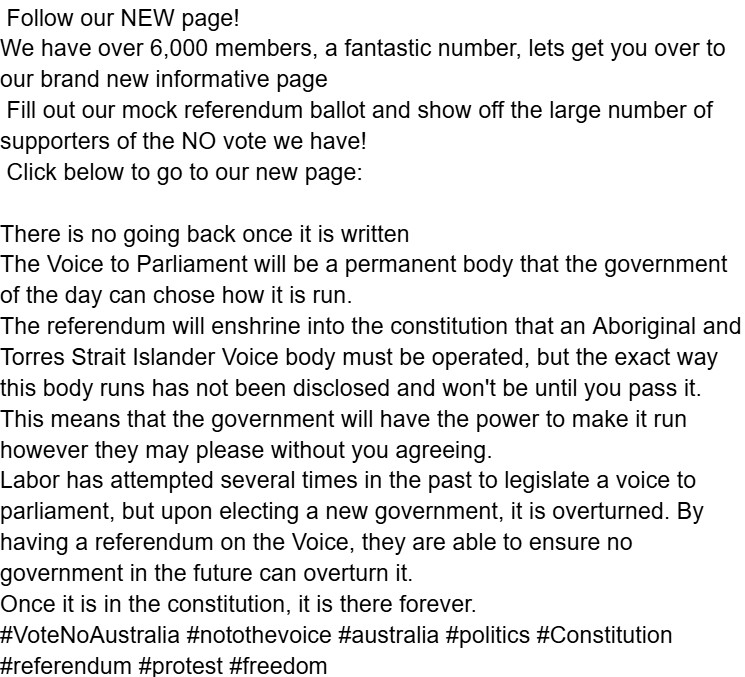 Follow our NEW page!
We have over 6,000 members, a fantastic number, lets get you over to
our brand new informative page
Fill out our mock referendum ballot and show off the large number of
supporters of the NO vote we have!
Click below to go to our new page:

There is no going back once it is written
The Voice to Parliament will be a permanent body that the government
of the day can chose how it is run.
The referendum will enshrine into the constitution that an Aboriginal and
Torres Strait Islander Voice body must be operated, but the exact way
this body runs has not been disclosed and won't be until you pass it.
This means that the government will have the power to make it run
however they may please without you agreeing.
Labor has attempted several times in the past to legislate a voice to
parliament, but upon electing a new government, it is overturned. By
having a referendum on the Voice, they are able to ensure no
government in the future can overturn it.
Once it is in the constitution, it is there forever.
#VoteNoAustralia #notothevoice #australia #politics #Constitution
#referendum #protest #freedom